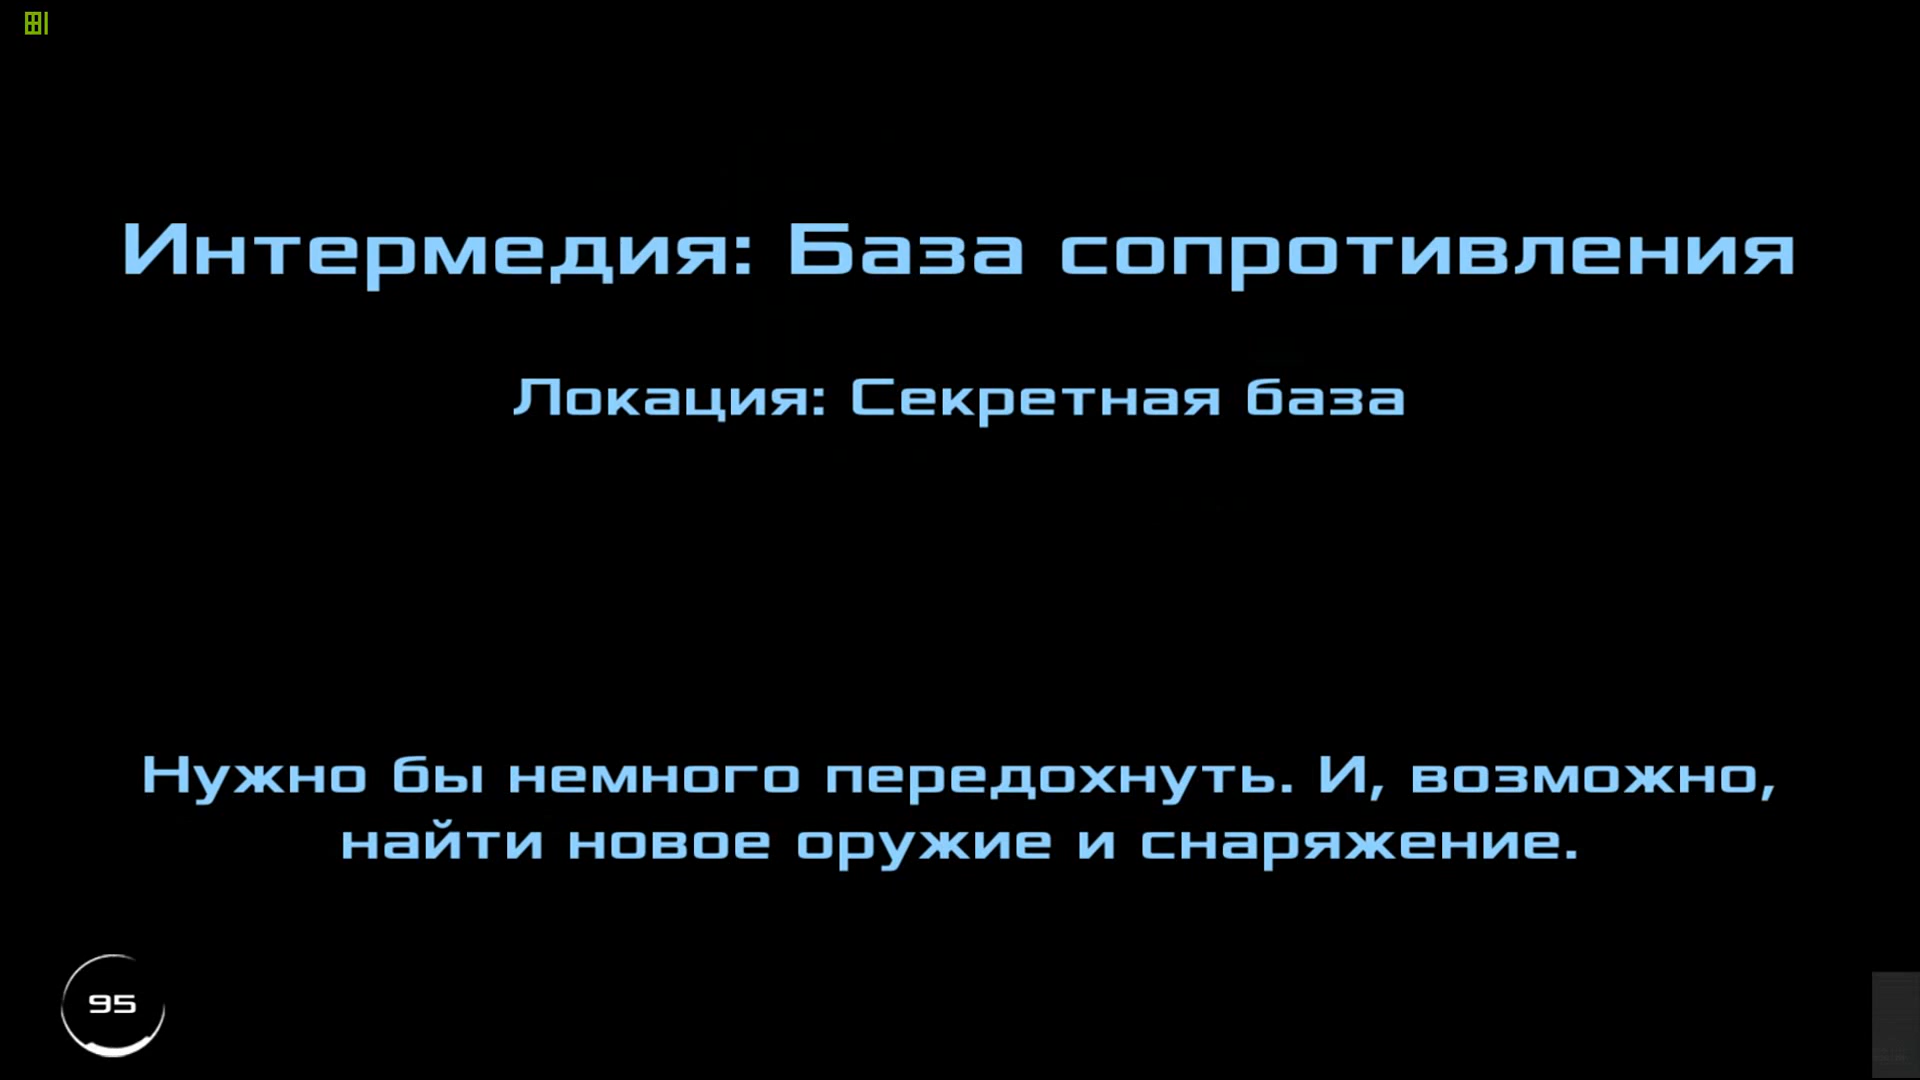 Интермедия: База сопротивления
Локация: Секретная база
Нужно бы немного передохнуть. И, возможно,
найти новое оружие и снаряжение.
95